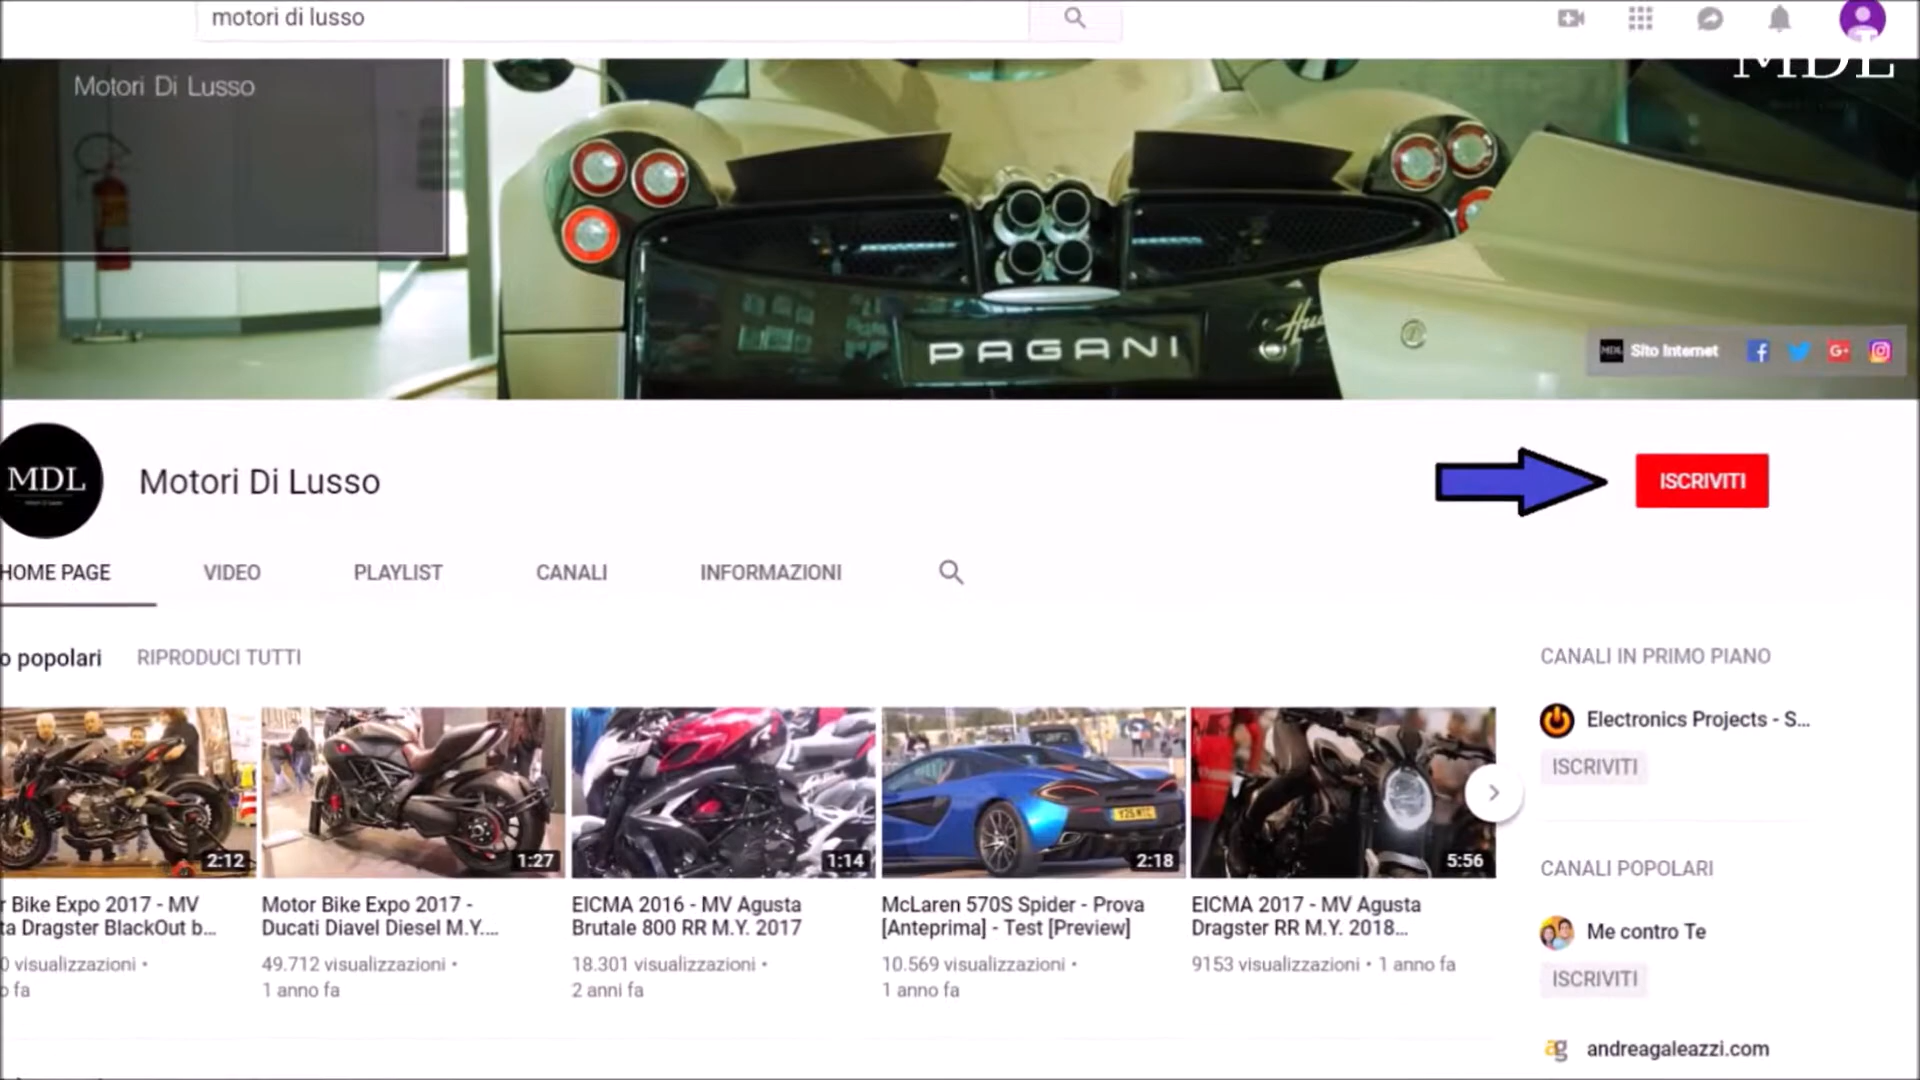 motori di lusso
MDL
Motori Di Lusso
PAGANI
Sito Internet
MDL
Motori Di Lusso
ISCRIVITI
HOME PAGE
VIDEO
PLAYLIST
CANALI
INFORMAZIONI
o popolari
RIPRODUCI TUTTI
CANALI IN PRIMO PIANO
Electronics Projects - S...
ISCRIVITI
2:12
1:27
1:14
2:18
5:56
r Bike Expo 2017 - MV
ta Dragster BlackOut b...
0 visualizzazioni •
o fa
Motor Bike Expo 2017 -
Ducati Diavel Diesel M.Y....
49.712 visualizzazioni •
1 anno fa
EICMA 2016 - MV Agusta
Brutale 800 RR M.Y. 2017
18.301 visualizzazioni •
2 anni fa
McLaren 570S Spider - Prova
[Anteprima] - Test [Preview]
10.569 visualizzazioni •
1 anno fa
EICMA 2017 - MV Agusta
Dragster RR M.Y. 2018...
9153 visualizzazioni • 1 anno fa
CANALI POPOLARI
Me contro Te
ISCRIVITI
ag
andreagaleazzi.com